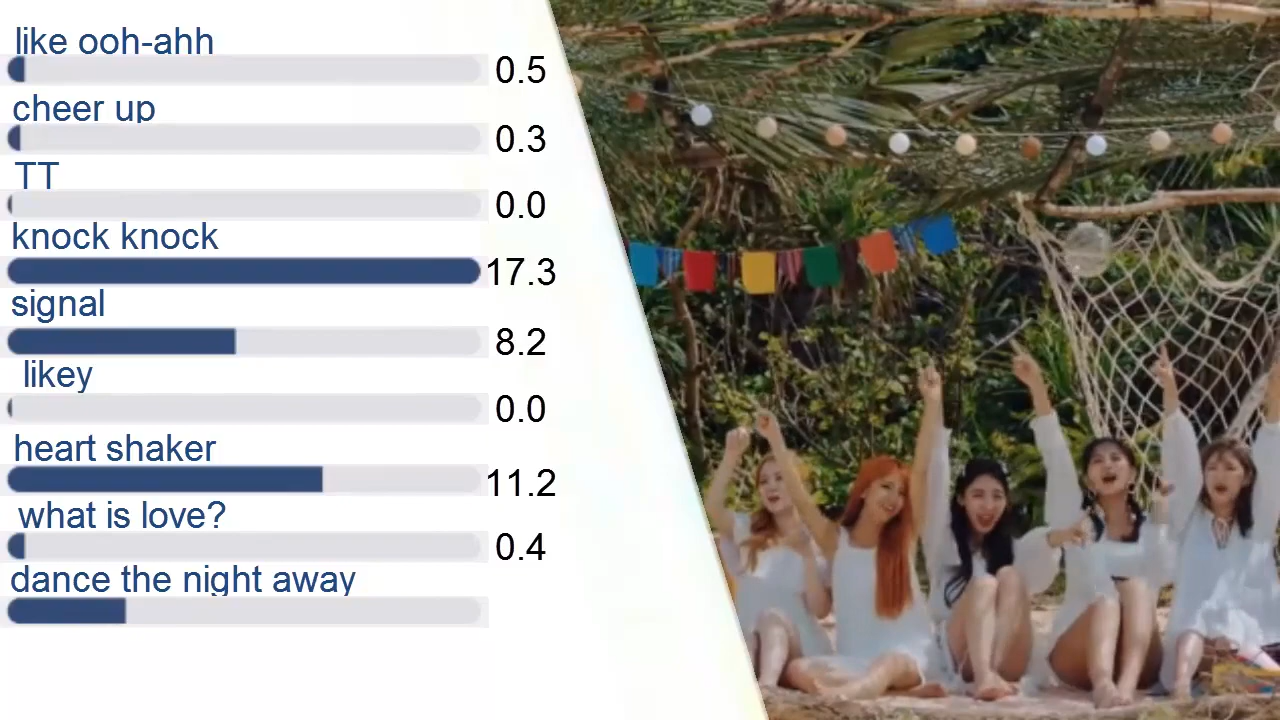 like ooh-ahh
0.5
cheer up
0.3
TT
0.0
knock knock
17.3
signal
8.2
likey
0.0
heart shaker
11.2
what is love?
0.4
dance the night away